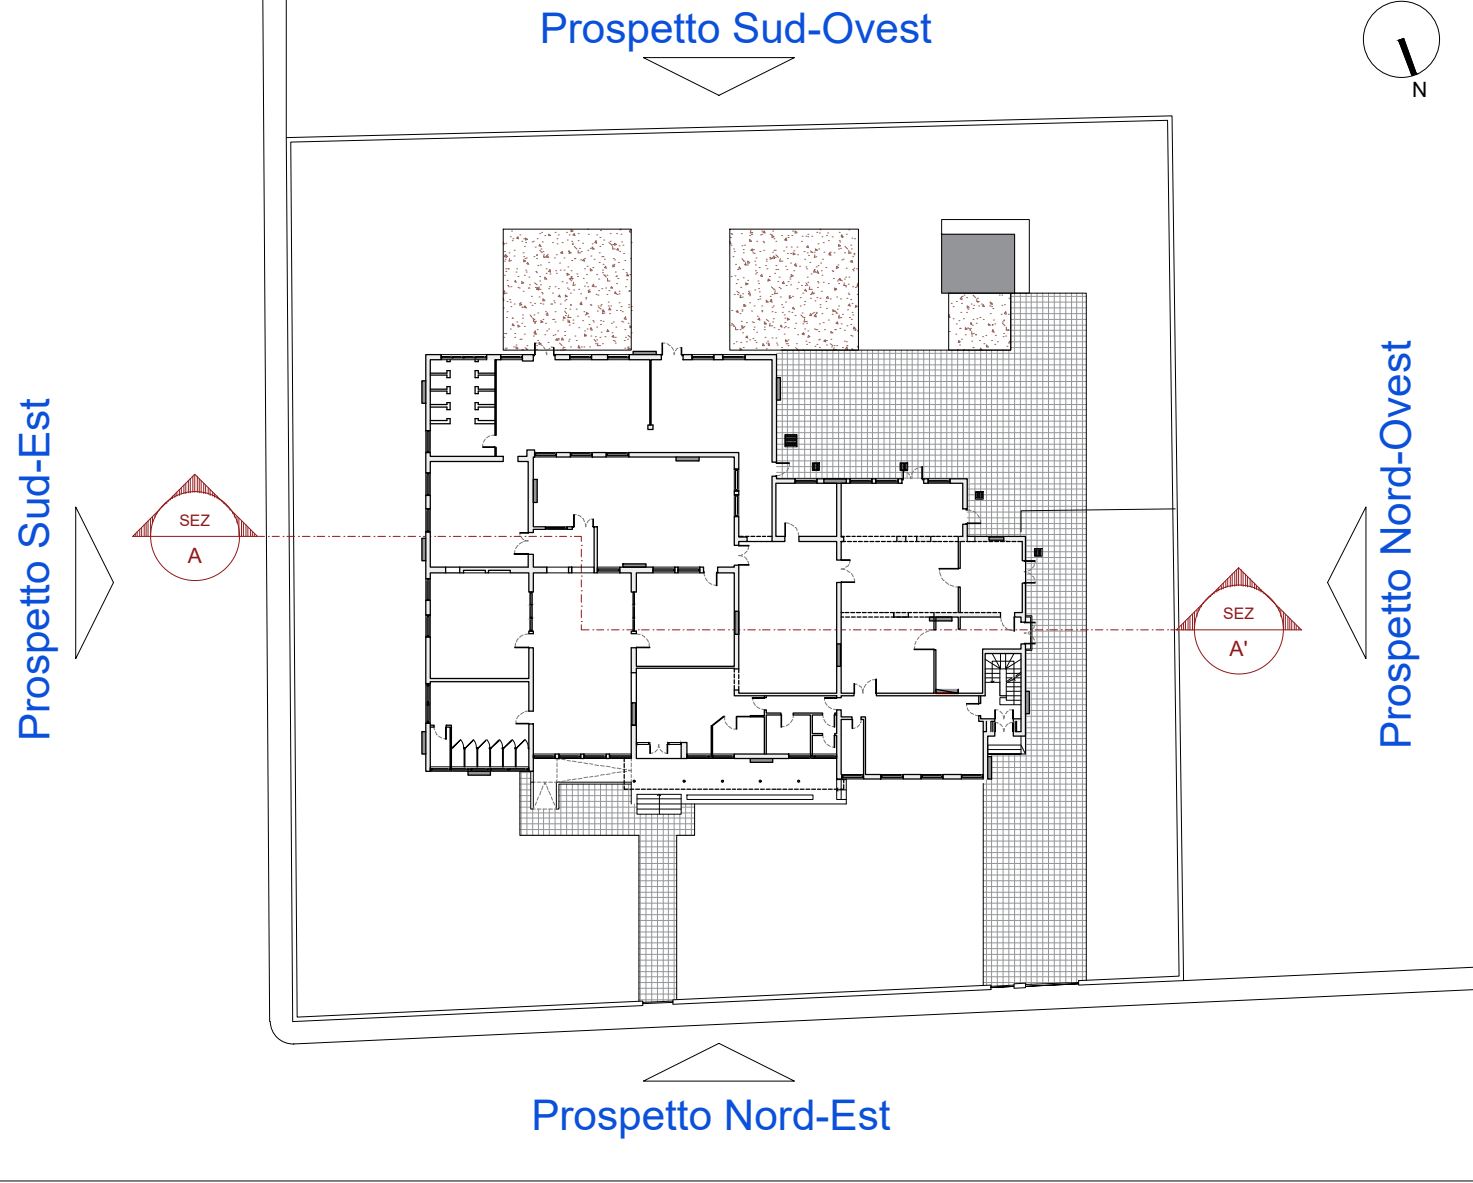 Prospetto Sud-Ovest
N
Prospetto Sud-Est
SEZ
A
Prospetto Nord-Ovest
SEZ
A'
Prospetto Nord-Est